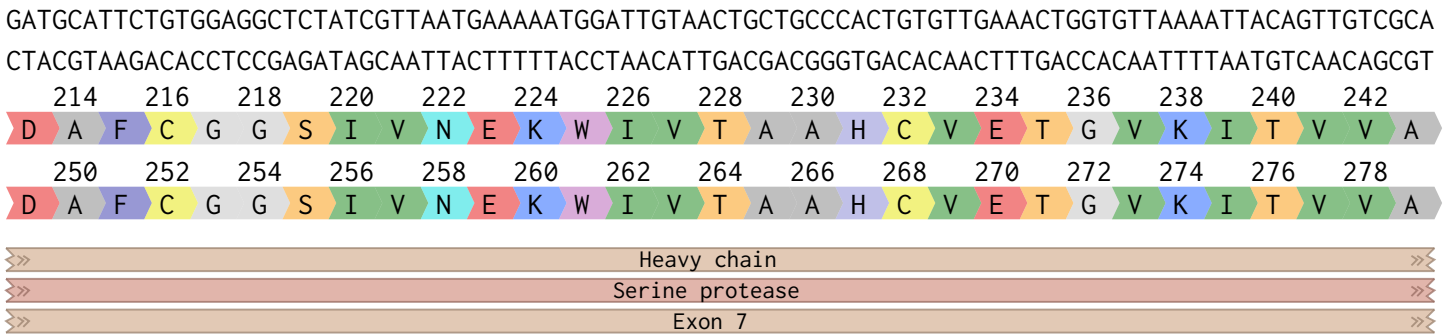 GATGCATTCTGTGGAGGCTCTATCGTTAATGAAAAATGGATTGTAACTGCTGCCCACTGTGTTGAAACTGGTGTTAAAATTACAGTTGTCGCA
CTACGTAAGACACCTCCGAGATAGCAATTACTTTTTACCTAACATTGACGACGGGTGACACAACTTTGACCACAATTTTAATGTCAACAGCGT
214 216 218 220 222 224 226 228 230 232 234 236 238 240 242
D A F C G G S I V N E K W I V T A A H C V E T G V K I T V V A
250 252 254 256 258 260 262 264 266 268 270 272 274 276 278
D A F C G G S I V N E K W I V T A A H C V E T G V K I T V V A
Heavy chain
Serine protease
Exon 7